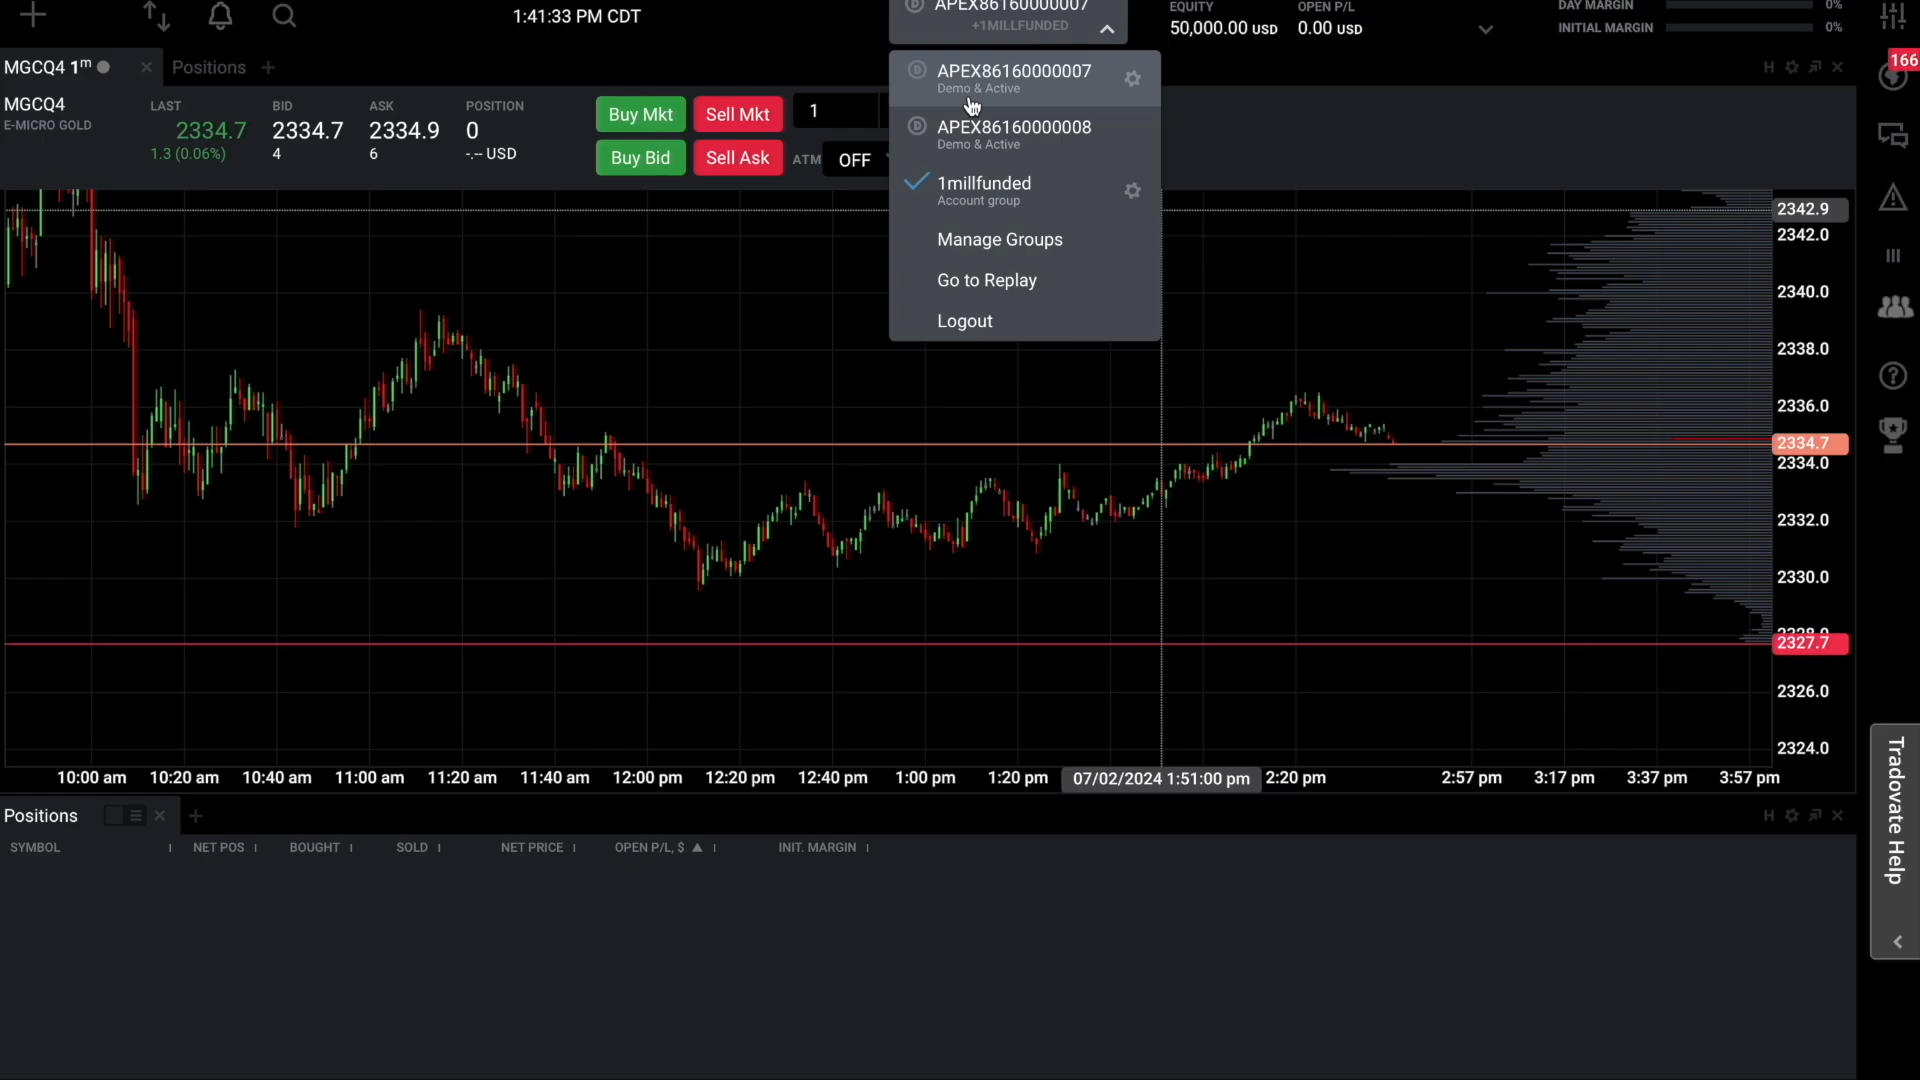 1:41:33 PM CDT
APEX86160000007
+1MILLFUNDED
EQUITY
50,000.00 USD
OPEN P/L
0.00 USD
DAY MARGIN 0%
INITIAL MARGIN 0%
166
MGCQ4 1m
Positions
H
MGCQ4
E-MICRO GOLD
LAST
2334.7
1.3 (0.06%)
BID
2334.7
4
ASK
2334.9
6
POSITION
0
-.-- USD
Buy Mkt
Sell Mkt
1
Buy Bid
Sell Ask
ATM
OFF
APEX86160000007
Demo & Active
APEX86160000008
Demo & Active
1millfunded
Account group
Manage Groups
Go to Replay
Logout
2342.9
2342.0
2340.0
2338.0
2336.0
2334.7
2334.0
2332.0
2330.0
2328.0
2327.7
2326.0
2324.0
10:00 am 10:20 am 10:40 am 11:00 am 11:20 am 11:40 am 12:00 pm 12:20 pm 12:40 pm 1:00 pm 1:20 pm 07/02/2024 1:51:00 pm 2:20 pm 2:57 pm 3:17 pm 3:37 pm 3:57 pm
Tradovate Help
Positions
H
SYMBOL NET POS BOUGHT SOLD NET PRICE OPEN P/L, $ ▲ INIT. MARGIN